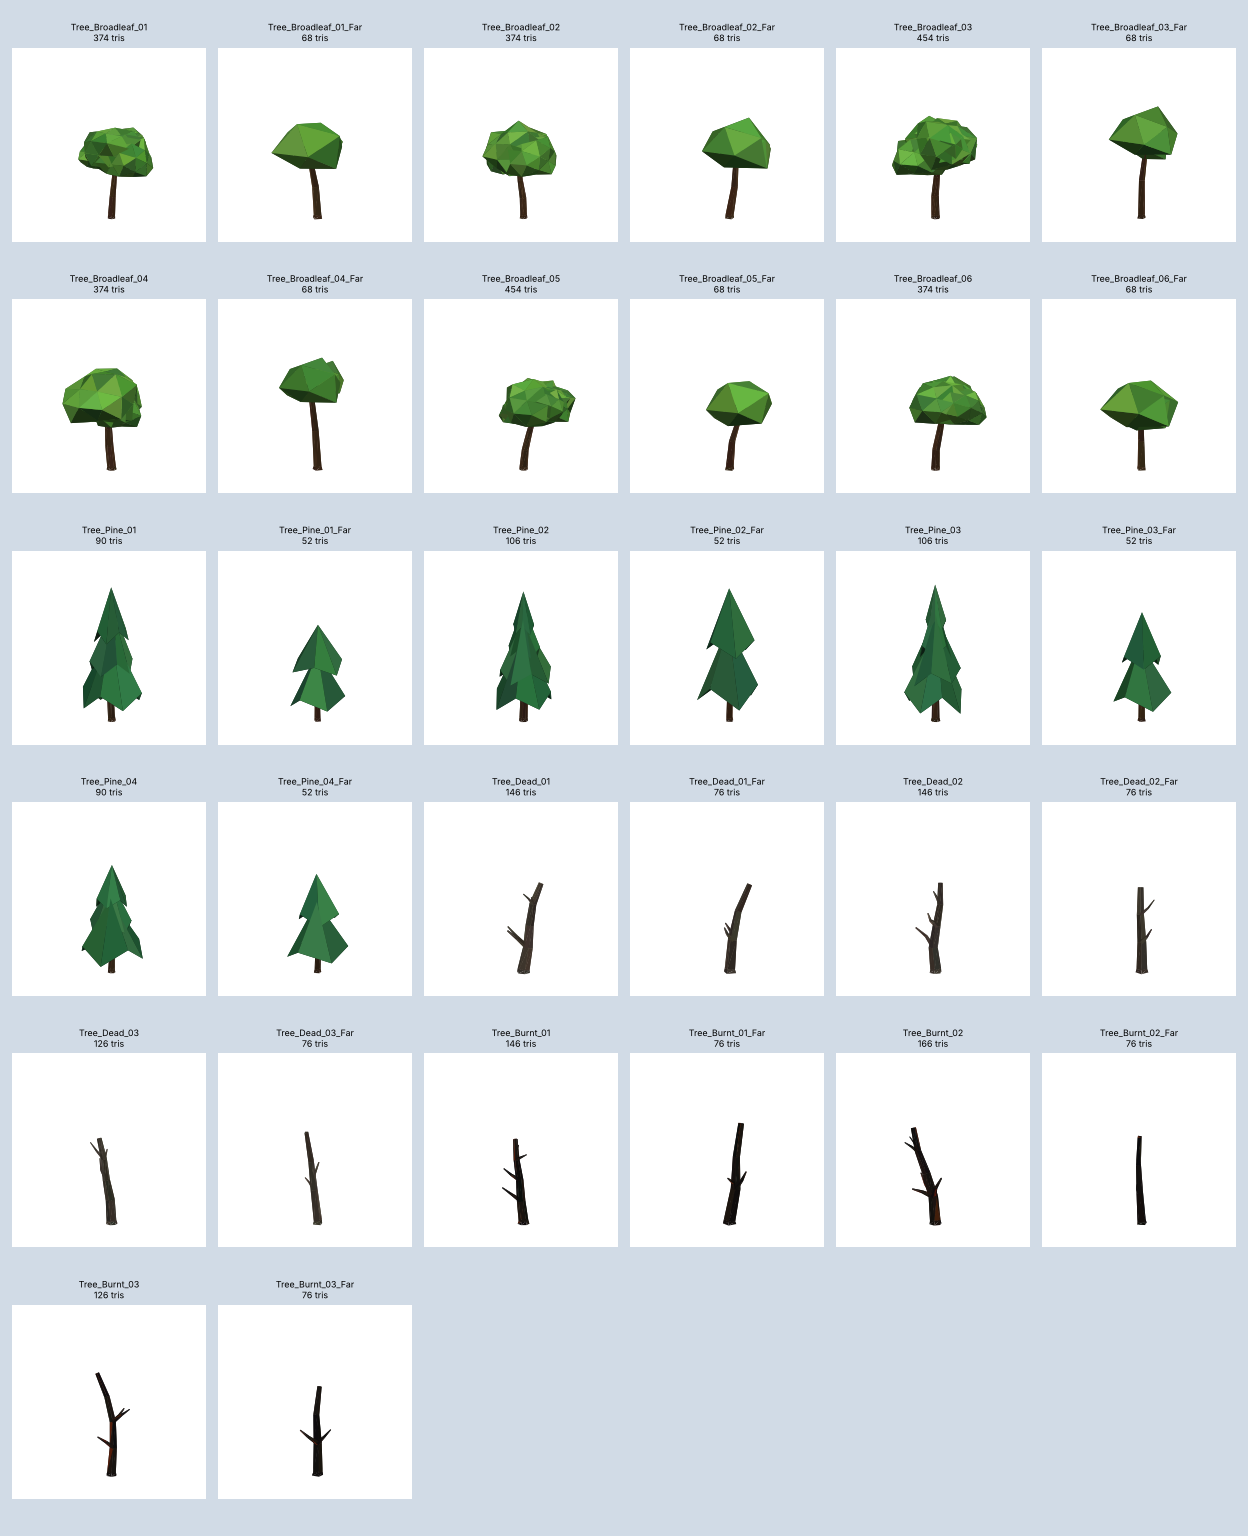 Tree_Broadleaf_01
374 tris
Tree_Broadleaf_01_Far
68 tris
Tree_Broadleaf_02
374 tris
Tree_Broadleaf_02_Far
68 tris
Tree_Broadleaf_03
454 tris
Tree_Broadleaf_03_Far
68 tris
Tree_Broadleaf_04
374 tris
Tree_Broadleaf_04_Far
68 tris
Tree_Broadleaf_05
454 tris
Tree_Broadleaf_05_Far
68 tris
Tree_Broadleaf_06
374 tris
Tree_Broadleaf_06_Far
68 tris
Tree_Pine_01
90 tris
Tree_Pine_01_Far
52 tris
Tree_Pine_02
106 tris
Tree_Pine_02_Far
52 tris
Tree_Pine_03
106 tris
Tree_Pine_03_Far
52 tris
Tree_Pine_04
90 tris
Tree_Pine_04_Far
52 tris
Tree_Dead_01
146 tris
Tree_Dead_01_Far
76 tris
Tree_Dead_02
146 tris
Tree_Dead_02_Far
76 tris
Tree_Dead_03
126 tris
Tree_Dead_03_Far
76 tris
Tree_Burnt_01
146 tris
Tree_Burnt_01_Far
76 tris
Tree_Burnt_02
166 tris
Tree_Burnt_02_Far
76 tris
Tree_Burnt_03
126 tris
Tree_Burnt_03_Far
76 tris